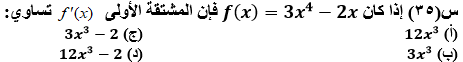 س(٣٥) إذا كان f(x) = 3x⁴ − 2x فإن المشتقة الأولى f'(x) تساوي:
(أ) 12x³ (ج) 3x³ − 2
(ب) 3x³ (د) 12x³ − 2